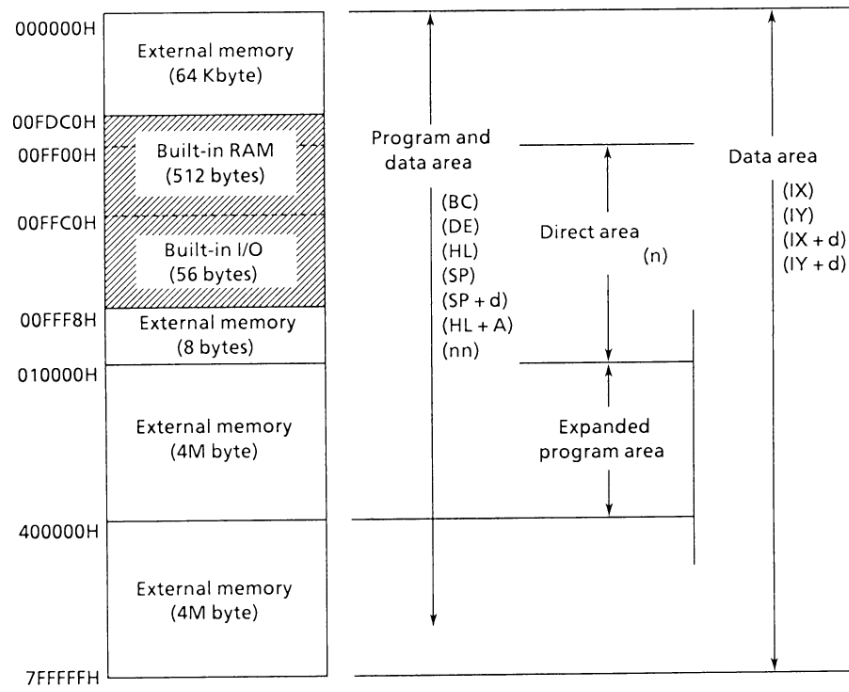 000000H
External memory
(64 Kbyte)
00FDC0H
00FF00H
Built-in RAM
(512 bytes)
00FFC0H
Built-in I/O
(56 bytes)
00FFF8H
External memory
(8 bytes)
010000H
External memory
(4M byte)
400000H
External memory
(4M byte)
7FFFFFH
Program and
data area
(BC)
(DE)
(HL)
(SP)
(SP + d)
(HL + A)
(nn)
Direct area
(n)
Expanded
program area
Data area
(IX)
(IY)
(IX + d)
(IY + d)